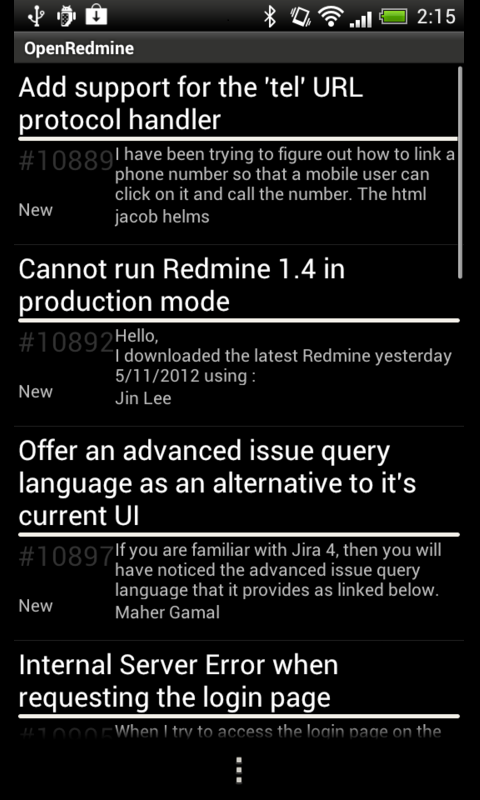 2:15
OpenRedmine
Add support for the 'tel' URL
protocol handler
#10889
I have been trying to figure out how to link a
phone number so that a mobile user can
click on it and call the number. The html
New
jacob helms
Cannot run Redmine 1.4 in
production mode
#10892
Hello,
I downloaded the latest Redmine yesterday
5/11/2012 using :
New
Jin Lee
Offer an advanced issue query
language as an alternative to it's
current UI
#10897
If you are familiar with Jira 4, then you will
have noticed the advanced issue query
language that it provides as linked below.
New
Maher Gamal
Internal Server Error when
requesting the login page
When I try to access the login page on the